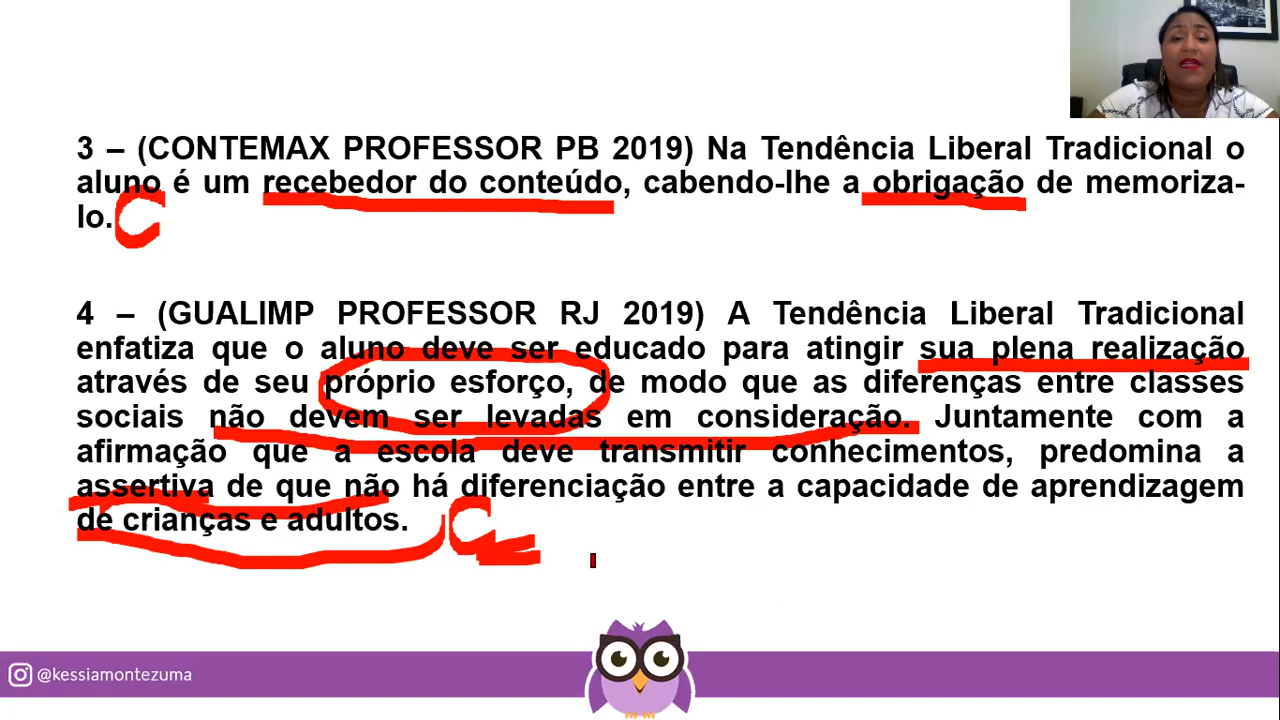 3 – (CONTEMAX PROFESSOR PB 2019) Na Tendência Liberal Tradicional o
aluno é um recebedor do conteúdo, cabendo-lhe a obrigação de memoriza-
lo. C
4 – (GUALIMP PROFESSOR RJ 2019) A Tendência Liberal Tradicional
enfatiza que o aluno deve ser educado para atingir sua plena realização
através de seu próprio esforço, de modo que as diferenças entre classes
sociais não devem ser levadas em consideração. Juntamente com a
afirmação que a escola deve transmitir conhecimentos, predomina a
assertiva de que não há diferenciação entre a capacidade de aprendizagem
de crianças e adultos. C
@kessiamontezuma